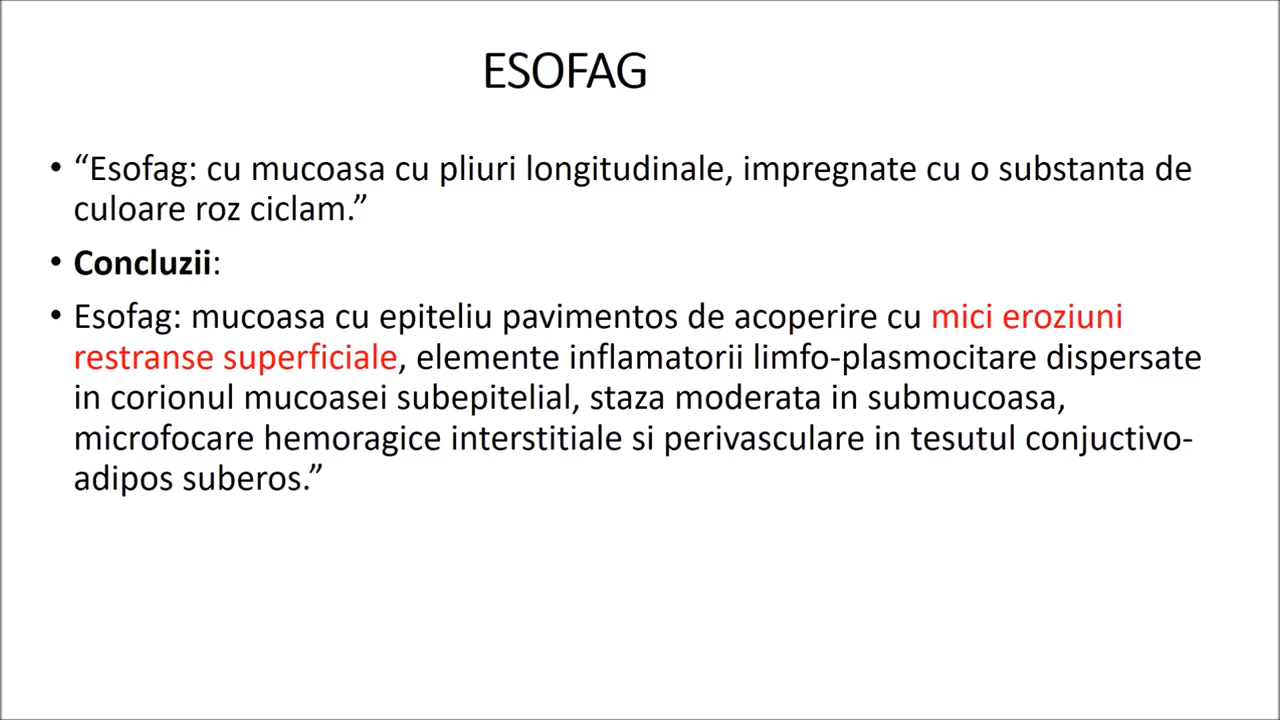 ESOFAG
• “Esofag: cu mucoasa cu pliuri longitudinale, impregnate cu o substanta de
culoare roz ciclam.”
• Concluzii:
• Esofag: mucoasa cu epiteliu pavimentos de acoperire cu mici eroziuni
restranse superficiale, elemente inflamatorii limfo-plasmocitare dispersate
in corionul mucoasei subepitelial, staza moderata in submucoasa,
microfocare hemoragice interstitiale si perivasculare in tesutul conjuctivo-
adipos suberos.”